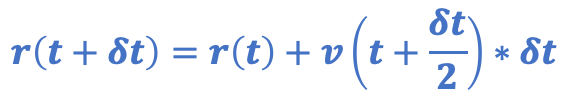 r(t + δt) = r(t) + v(t + δt/2) * δt